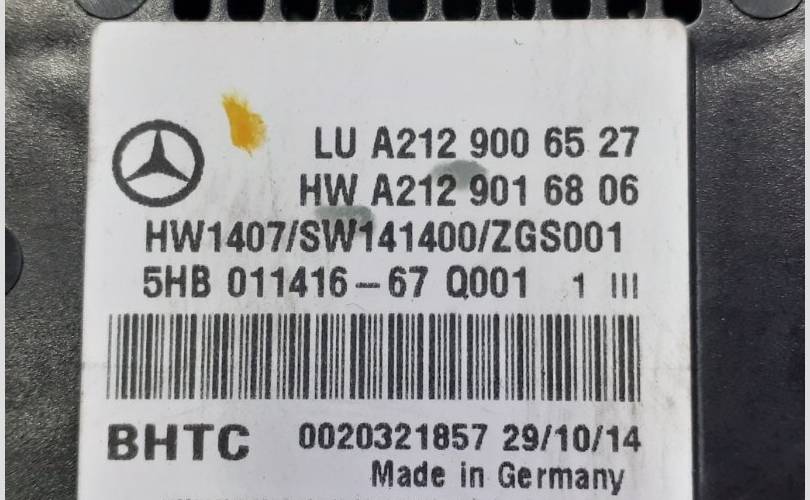 LU A212 900 65 27
HW A212 901 68 06
HW1407/SW141400/ZGS001
5HB 011416-67 Q001 1 III
BHTC 0020321857 29/10/14
Made in Germany